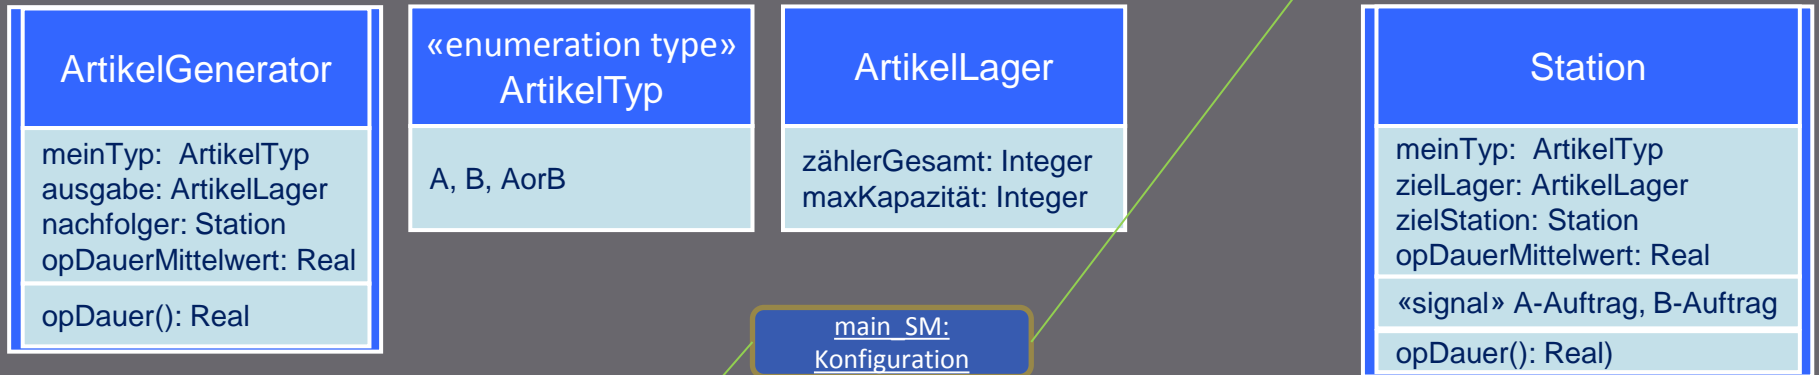 ArtikelGenerator
meinTyp: ArtikelTyp
ausgabe: ArtikelLager
nachfolger: Station
opDauerMittelwert: Real
opDauer(): Real
«enumeration type»
ArtikelTyp
A, B, AorB
ArtikelLager
zählerGesamt: Integer
maxKapazität: Integer
main_SM:
Konfiguration
Station
meinTyp: ArtikelTyp
zielLager: ArtikelLager
zielStation: Station
opDauerMittelwert: Real
«signal» A-Auftrag, B-Auftrag
opDauer(): Real)